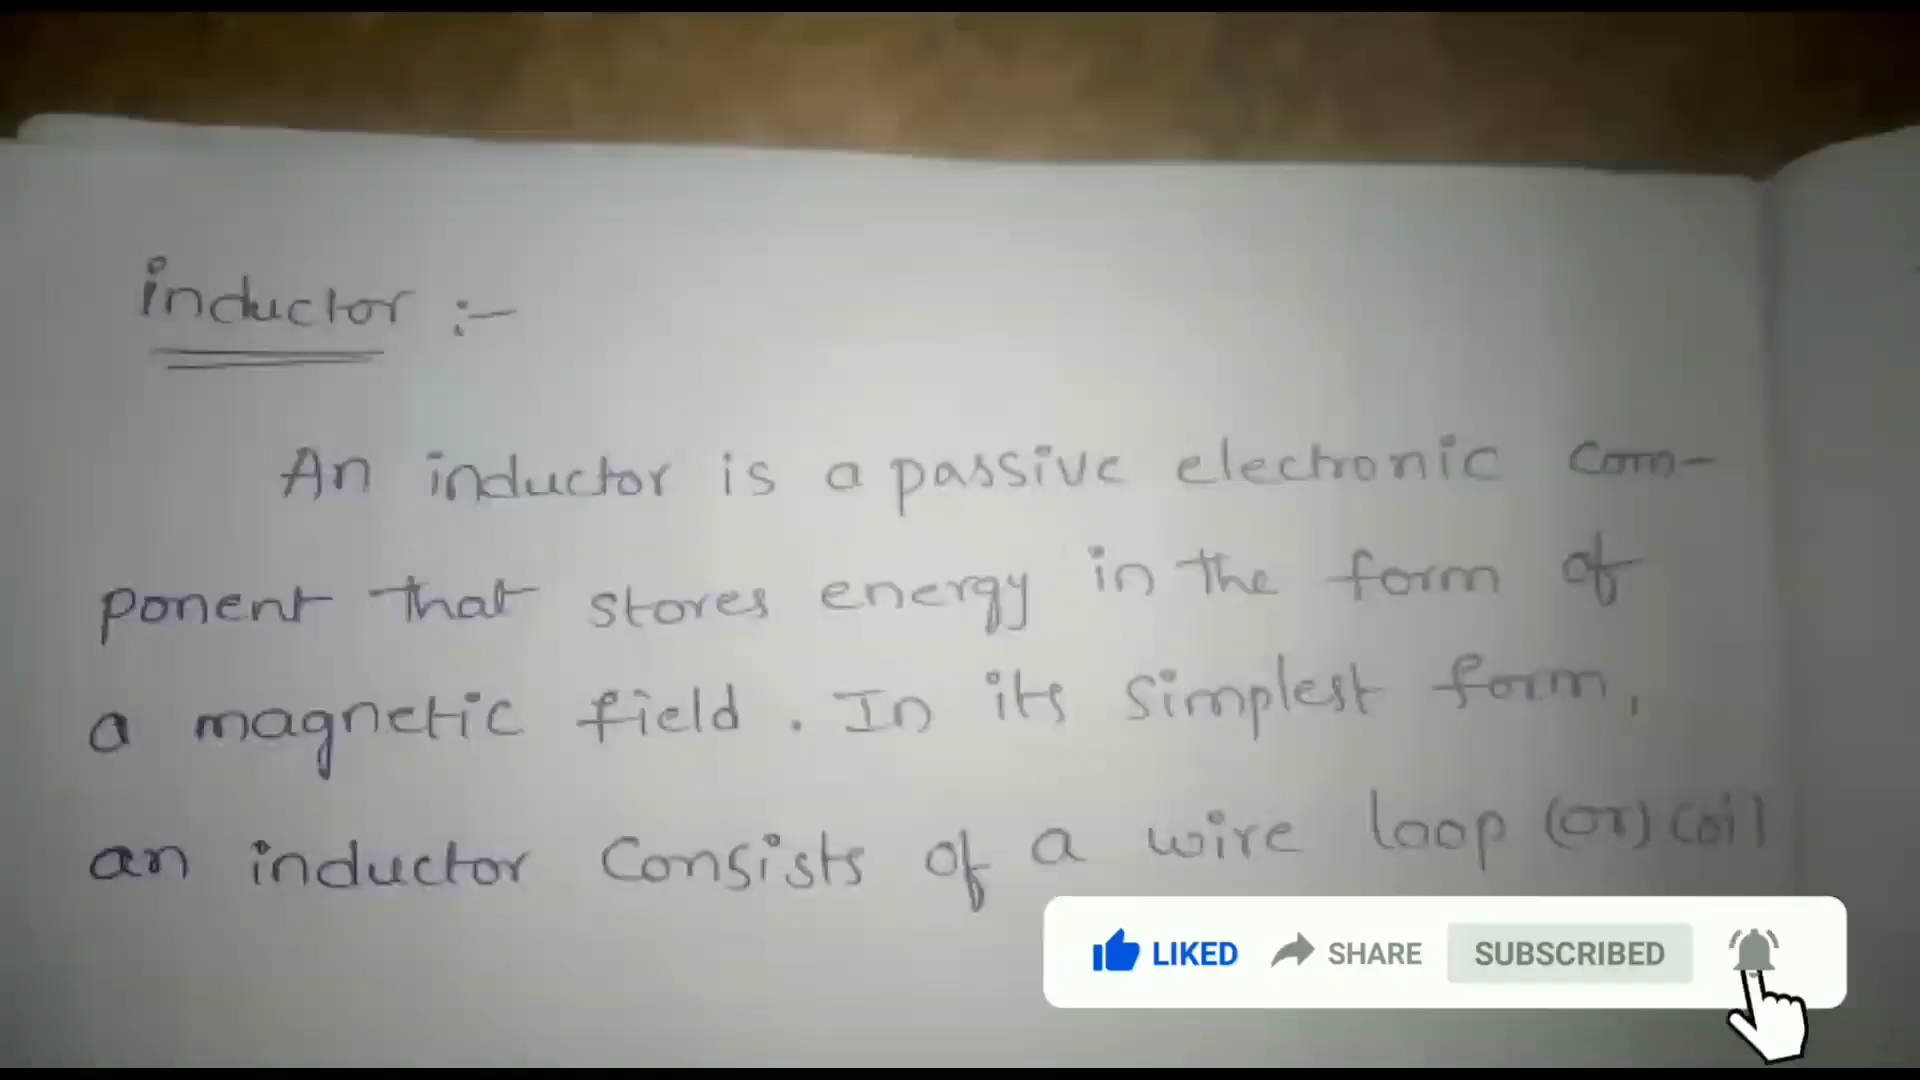 inductor :-
An inductor is a passive electronic com-
ponent that stores energy in the form of
a magnetic field. In its simplest form,
an inductor consists of a wire loop (or) coil
LIKED SHARE SUBSCRIBED